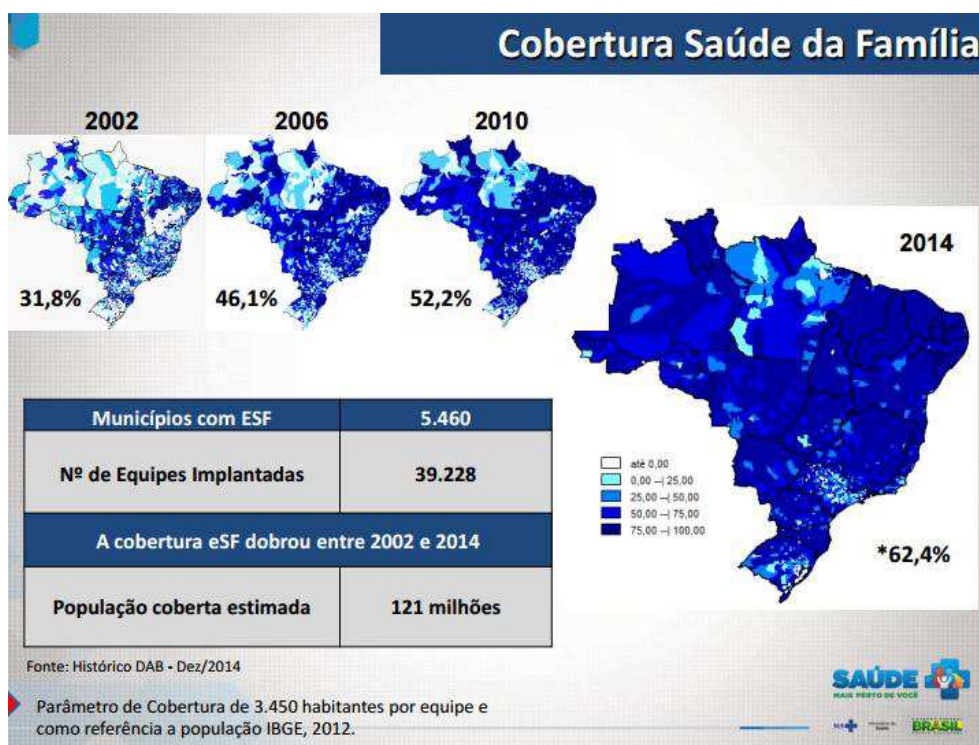 Cobertura Saúde da Família
2002
2006
2010
2014
31,8%
46,1%
52,2%
*62,4%
até 0,00
0,00 --| 25,00
25,00 --| 50,00
50,00 --| 75,00
75,00 --| 100,00
Municípios com ESF 5.460
Nº de Equipes Implantadas 39.228
A cobertura eSF dobrou entre 2002 e 2014
População coberta estimada 121 milhões
Fonte: Histórico DAB - Dez/2014
Parâmetro de Cobertura de 3.450 habitantes por equipe e
como referência a população IBGE, 2012.
SAÚDE
MAIS PERTO DE VOCÊ
SUS
BRASIL